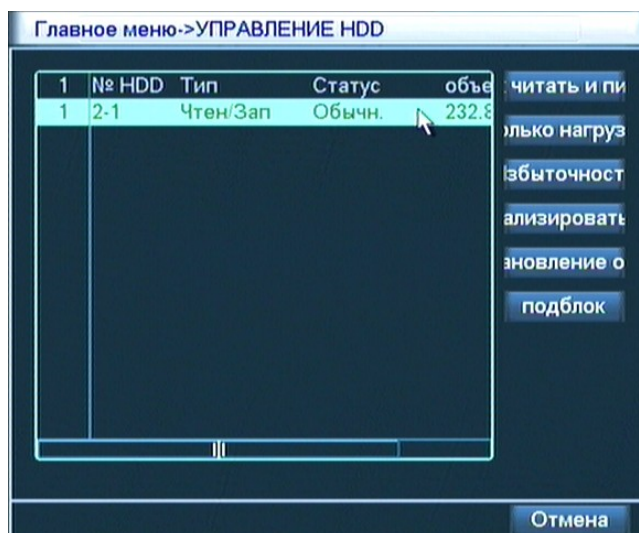 Главное меню->УПРАВЛЕНИЕ HDD
1 № HDD Тип Статус объе
1 2-1 Чтен/Зап Обычн. 232.8
читать и пи
олько нагруз
збыточност
ализировать
ановление о
подблок
Отмена